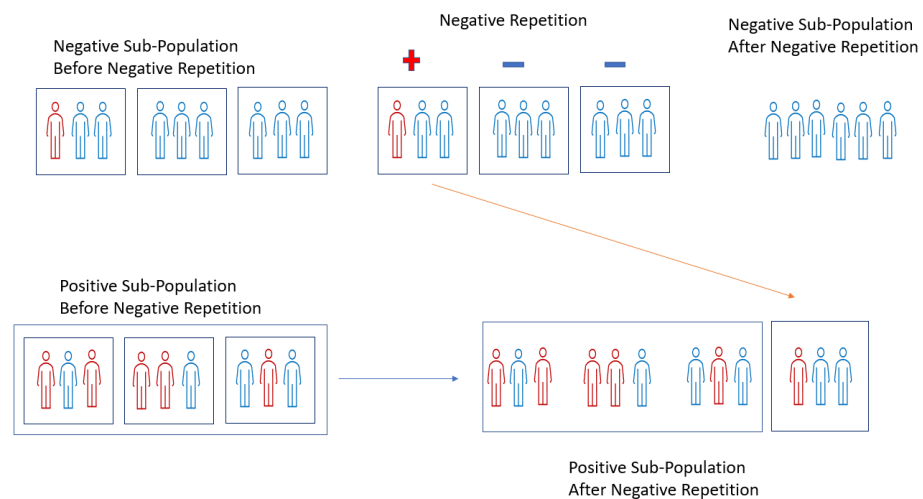 Negative Sub-Population
Before Negative Repetition
Negative Repetition
Negative Sub-Population
After Negative Repetition
Positive Sub-Population
Before Negative Repetition
Positive Sub-Population
After Negative Repetition